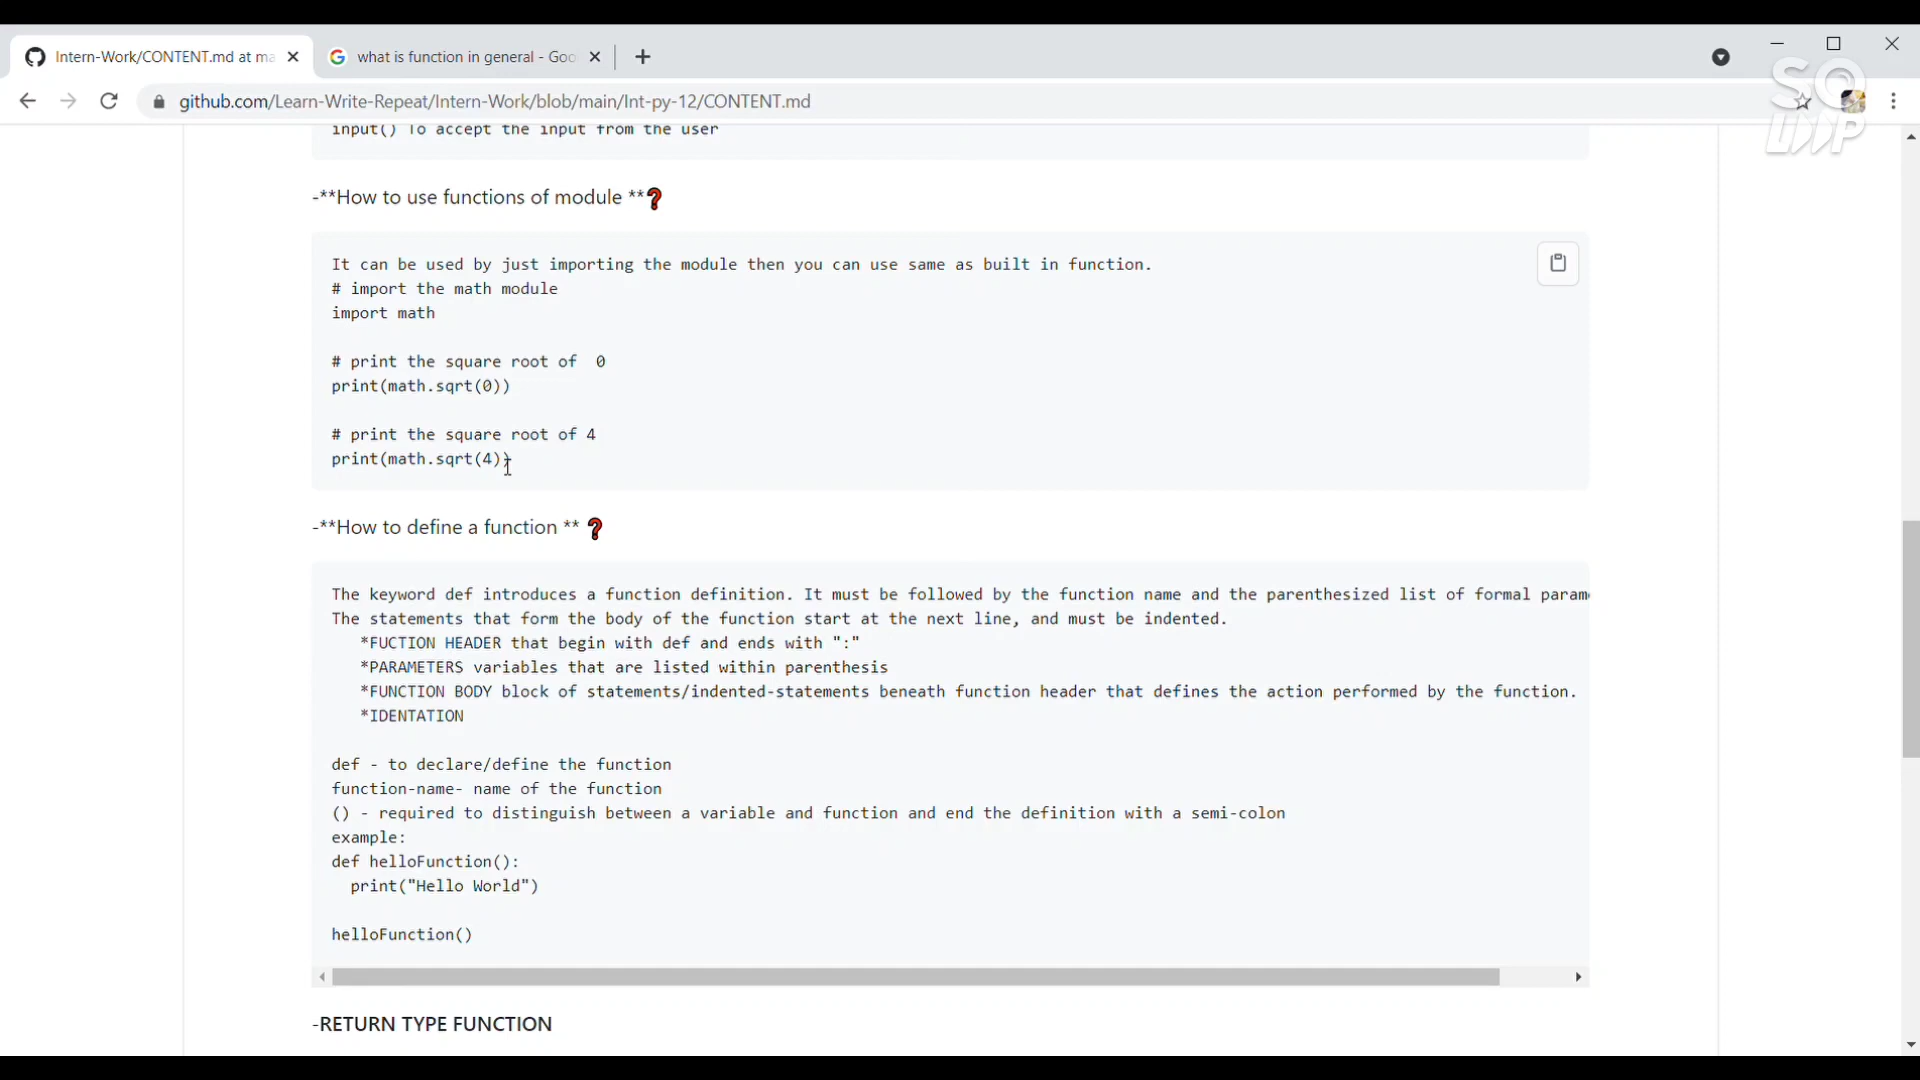 Intern-Work/CONTENT.md at ma
what is function in general - Goo
github.com/Learn-Write-Repeat/Intern-Work/blob/main/Int-py-12/CONTENT.md
input() To accept the input from the user
-**How to use functions of module **❓
It can be used by just importing the module then you can use same as built in function.
# import the math module
import math
# print the square root of  0
print(math.sqrt(0))
# print the square root of 4
print(math.sqrt(4))
-**How to define a function ** ❓
The keyword def introduces a function definition. It must be followed by the function name and the parenthesized list of formal param
The statements that form the body of the function start at the next line, and must be indented.
*FUCTION HEADER that begin with def and ends with ":"
*PARAMETERS variables that are listed within parenthesis
*FUNCTION BODY block of statements/indented-statements beneath function header that defines the action performed by the function.
*IDENTATION
def - to declare/define the function
function-name- name of the function
() - required to distinguish between a variable and function and end the definition with a semi-colon
example:
def helloFunction():
print("Hello World")
helloFunction()
-RETURN TYPE FUNCTION